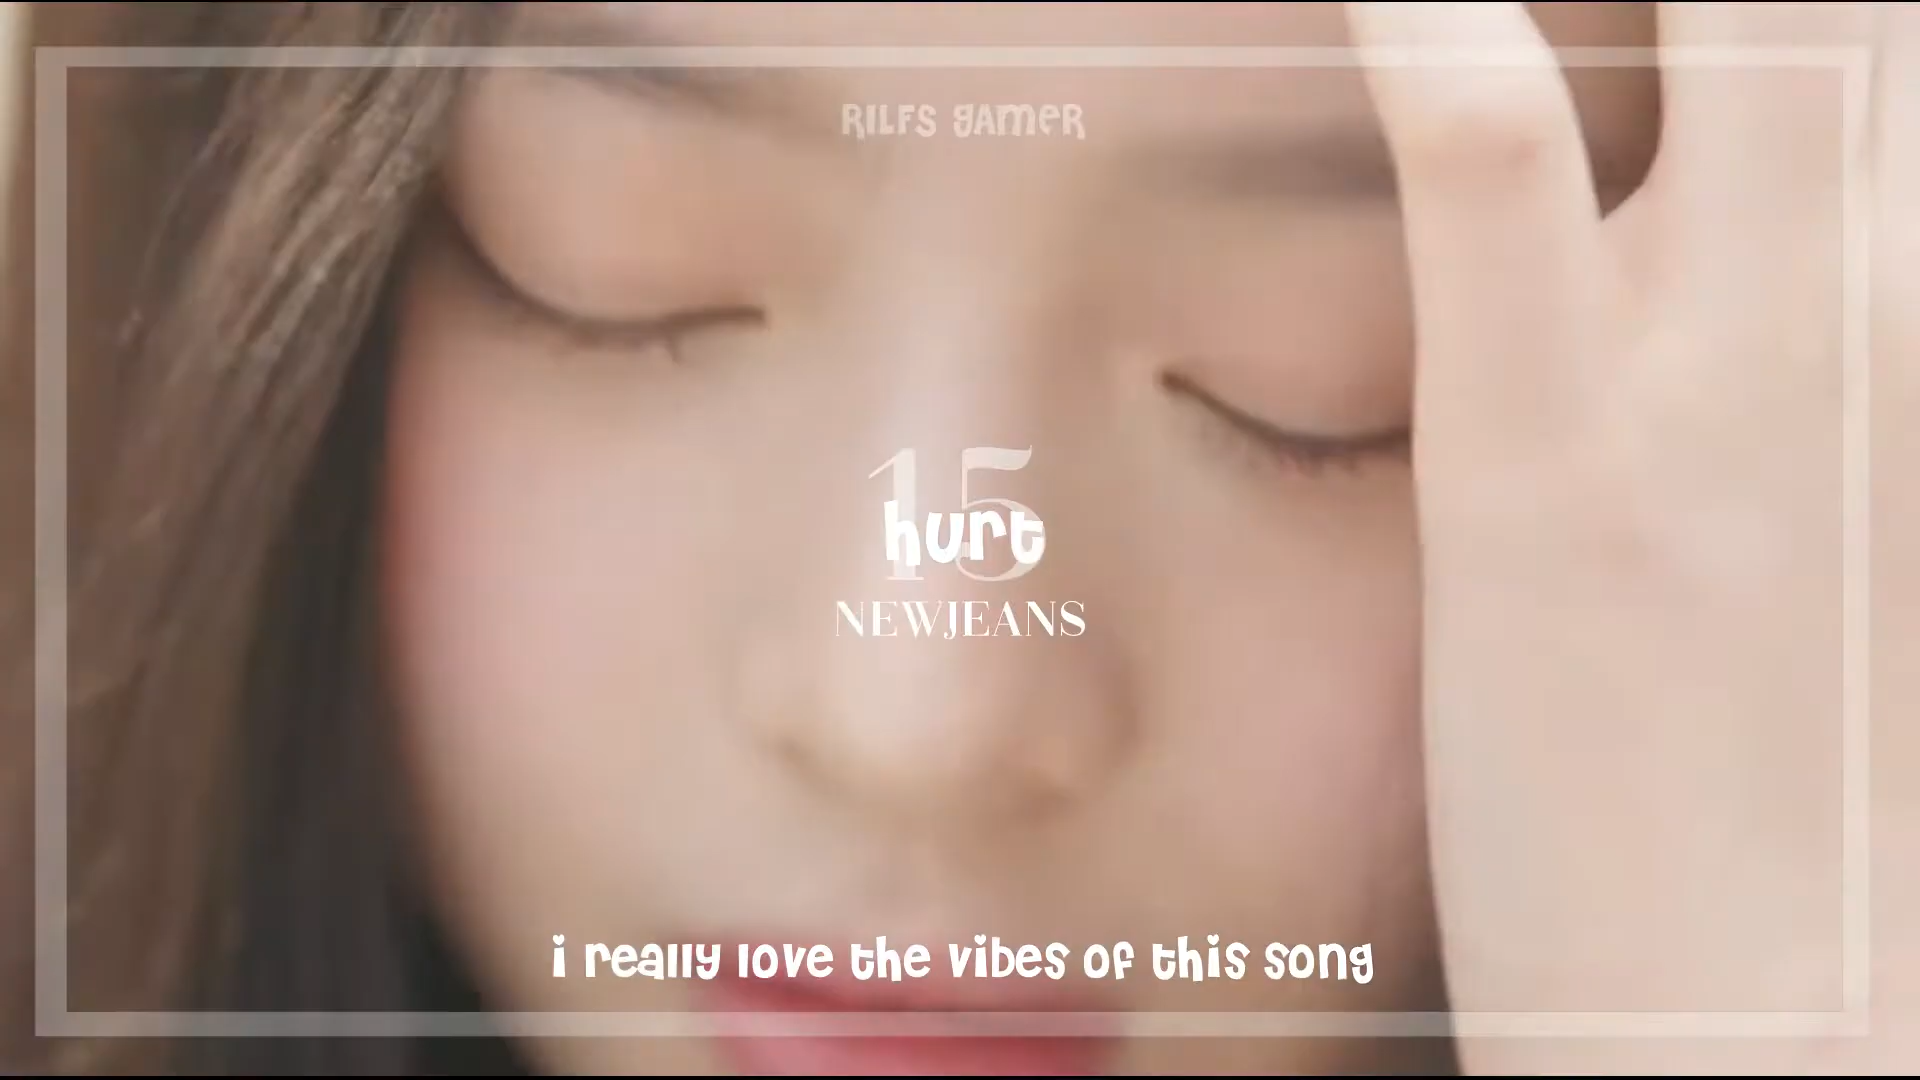 RILFS GAMER
15
hurt
NEWJEANS
i really love the vibes of this song